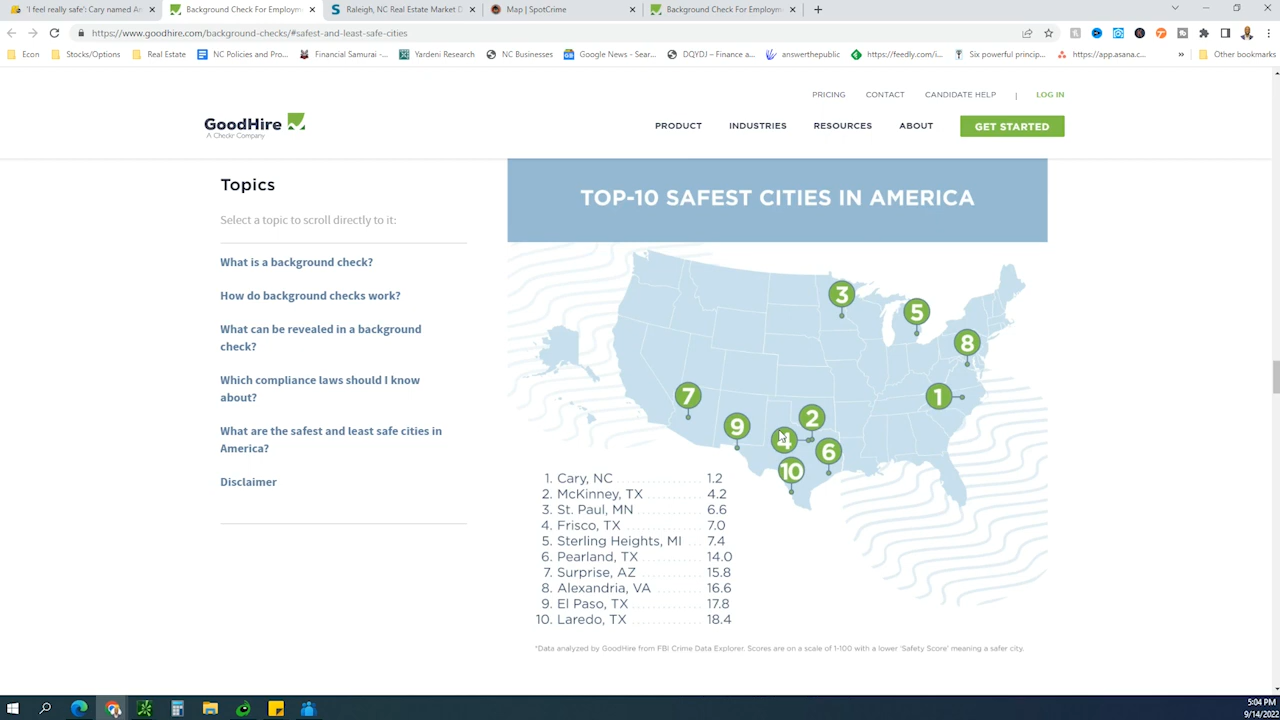 'I feel really safe': Cary named Am
Background Check For Employm
Raleigh, NC Real Estate Market D
Map | SpotCrime
Background Check For Employm
https://www.goodhire.com/background-checks/#safest-and-least-safe-cities
Econ
Stocks/Options
Real Estate
NC Policies and Pro...
Financial Samurai –...
Yardeni Research
NC Businesses
Google News - Sear...
DQYDJ – Finance a...
answerthepublic
https://feedly.com/i...
Six powerful princip...
https://app.asana.c...
»
Other bookmarks
PRICING
CONTACT
CANDIDATE HELP
|
LOG IN
GoodHire
A Checkr Company
PRODUCT
INDUSTRIES
RESOURCES
ABOUT
GET STARTED
Topics
Select a topic to scroll directly to it:
What is a background check?
How do background checks work?
What can be revealed in a background
check?
Which compliance laws should I know
about?
What are the safest and least safe cities in
America?
Disclaimer
TOP-10 SAFEST CITIES IN AMERICA
3
5
8
7
1
2
9
4
6
10
1. Cary, NC 1.2
2. McKinney, TX 4.2
3. St. Paul, MN 6.6
4. Frisco, TX 7.0
5. Sterling Heights, MI 7.4
6. Pearland, TX 14.0
7. Surprise, AZ 15.8
8. Alexandria, VA 16.6
9. El Paso, TX 17.8
10. Laredo, TX 18.4
*Data analyzed by GoodHire from FBI Crime Data Explorer. Scores are on a scale of 1-100 with a lower 'Safety Score' meaning a safer city.
5:04 PM
9/14/2022